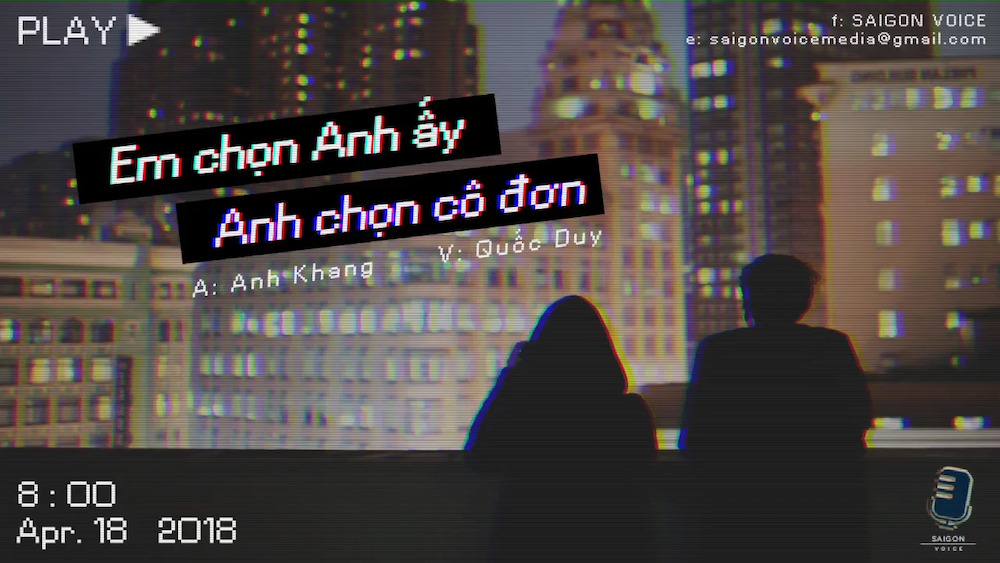 PLAY
f: SAIGON VOICE
e: saigonvoicemedia@gmail.com
Em chọn Anh ấy
Anh chọn cô đơn
A: Anh Khang
V: Quốc Duy
8:00
Apr. 18 2018
SAIGON
VOICE